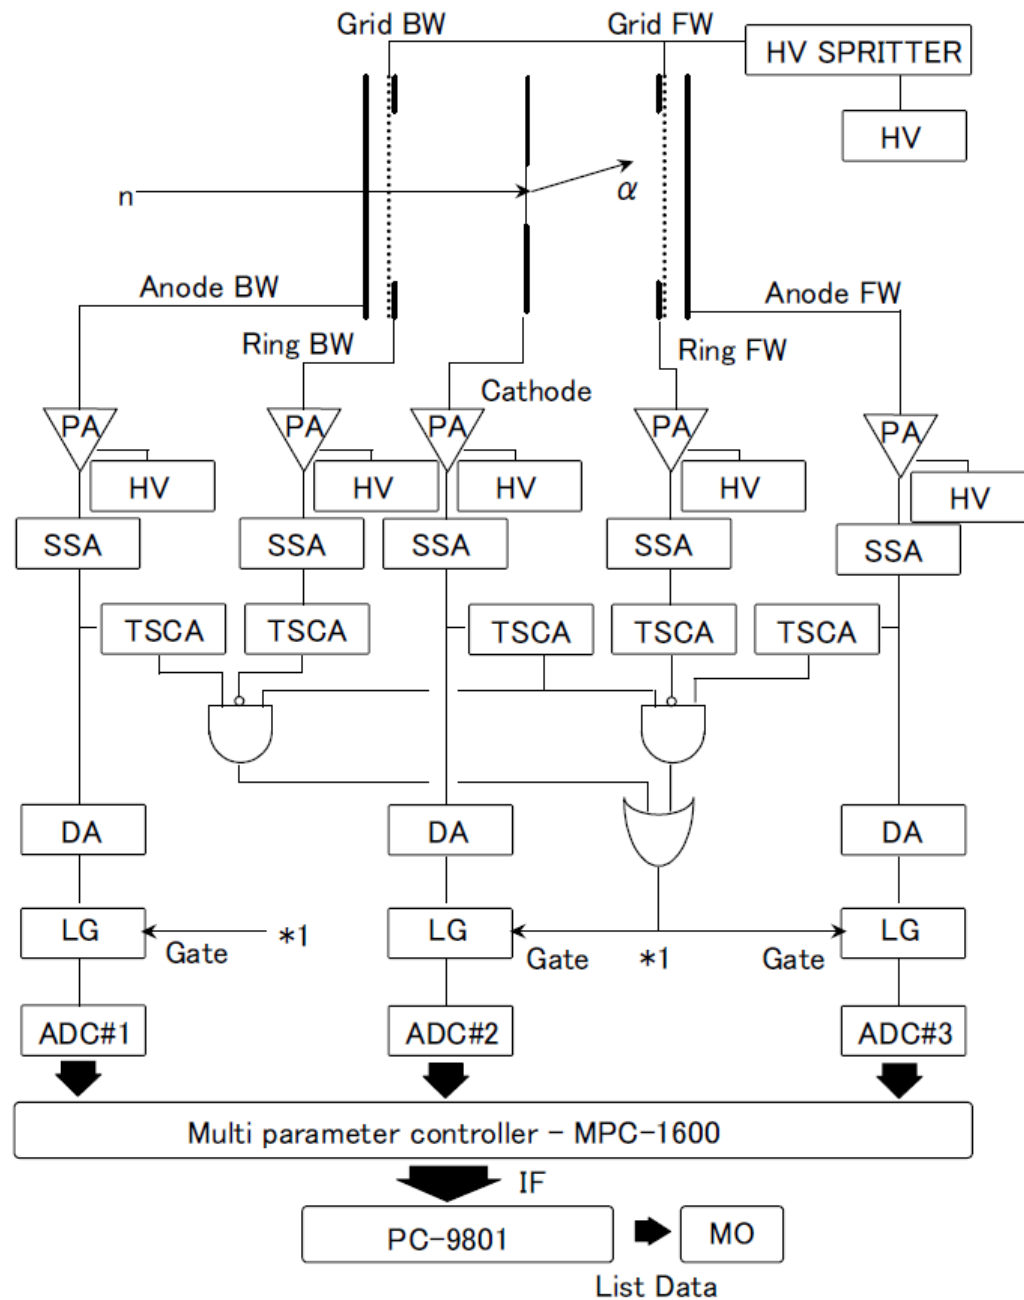 Grid BW
Grid FW
HV SPRITTER
HV
n
α
Anode BW
Anode FW
Ring BW
Ring FW
Cathode
PA
PA
PA
PA
PA
HV
HV
HV
HV
HV
SSA
SSA
SSA
SSA
SSA
TSCA
TSCA
TSCA
TSCA
TSCA
DA
DA
DA
LG
*1
LG
LG
Gate
Gate
*1
Gate
ADC#1
ADC#2
ADC#3
Multi parameter controller - MPC-1600
IF
PC-9801
MO
List Data